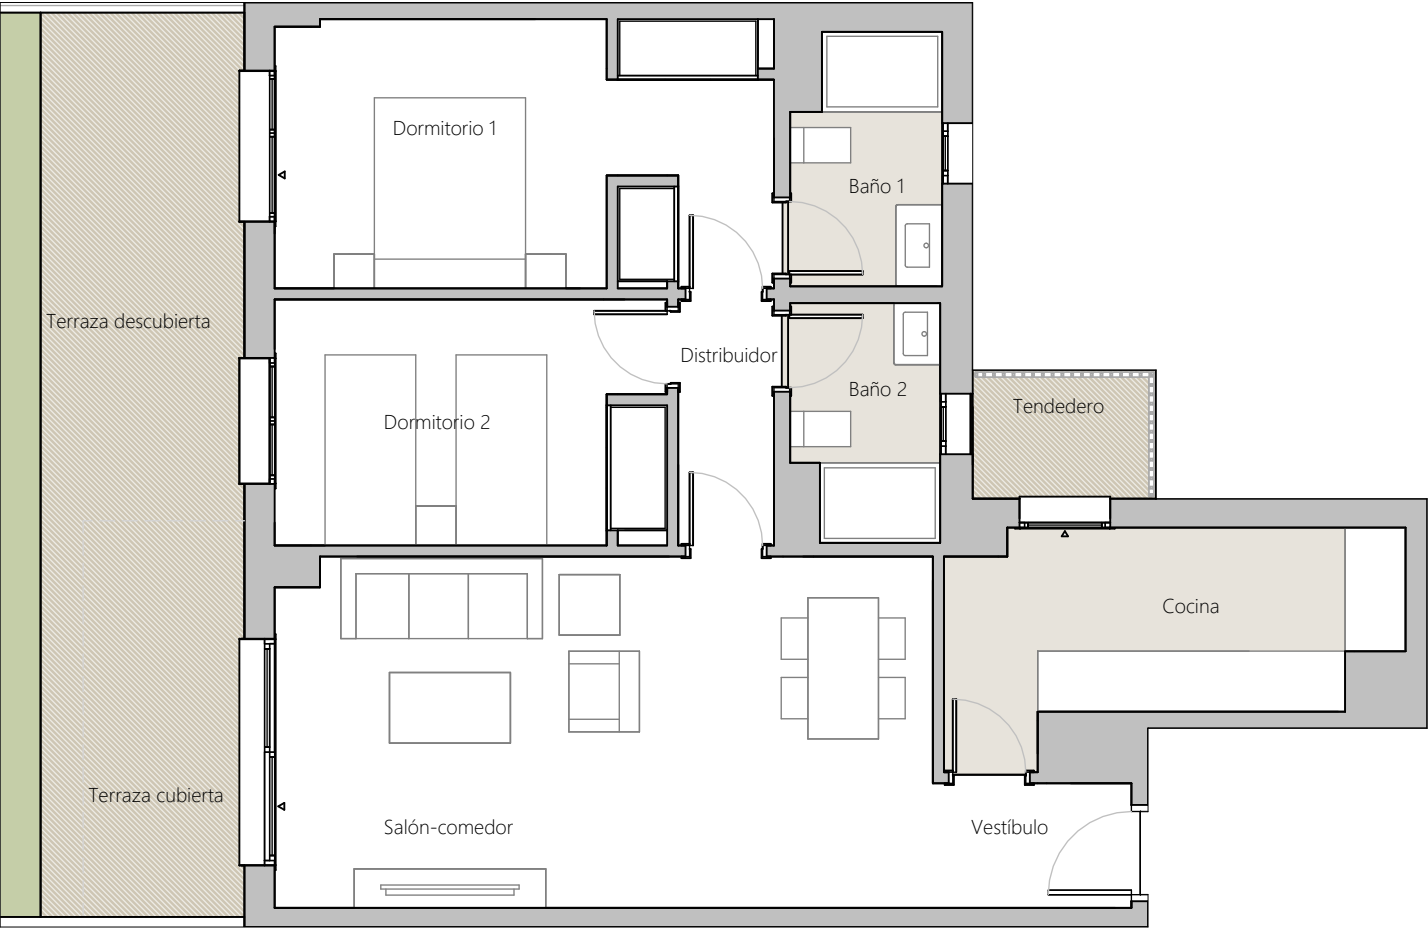 Dormitorio 1
Baño 1
Terraza descubierta
Distribuidor
Baño 2
Dormitorio 2
Tendedero
Cocina
Terraza cubierta
Salón-comedor
Vestíbulo